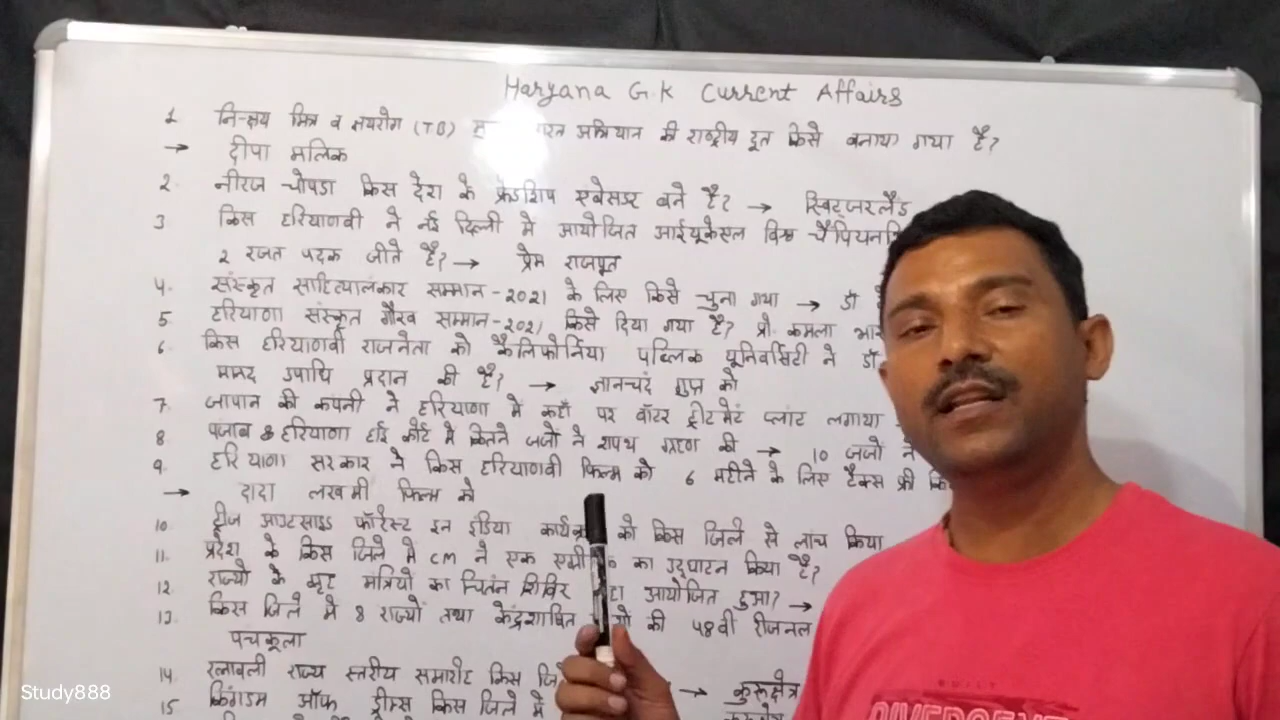 Haryana G.K Current Affairs
1 नि-क्षय मित्र व क्षयरोग (TB) अभियान की राष्ट्रीय दूत किसे बनाया गया है?
→ दीपा मलिक
2. नीरज चोपडा किस देश के फ्रेंडशिप एंबेसडर बने है? → स्विट्जरलैंड
3 किस हरियाणवी ने नई दिल्ली में आयोजित आईयूकेएल विश्व
2 रजत पदक जीते है? → प्रेम राजपूत
4. संस्कृत साहित्यालंकार सम्मान-2021 के लिए किसे चुना गया → डॉ
5 हरियाणा संस्कृत गौरव सम्मान-2021 किसे दिया गया है? प्रो. कमला
6 किस हरियाणवी राजनेता को कैलिफोर्निया पब्लिक यूनिवर्सिटी ने डॉ.
मानद उपाधि प्रदान की है? → ज्ञानचंद गुप्त को
7. जापान की कंपनी ने हरियाणा में कहाँ पर वॉटर ट्रीटमेंट प्लांट लगाया
8 पंजाब & हरियाणा हाई कोर्ट में कितने जजों ने शपथ ग्रहण की → 10 जजों ने
9. हरियाणा सरकार ने किस हरियाणवी फिल्म को 6 महीने के लिए टैक्स फ्री
→ दादा लखमी फिल्म को
10. ट्रीज आउटसाइड फॉरेस्ट इन इंडिया को किस जिले से लांच किया
11. प्रदेश के किस जिले में CM ने एक का उद्घाटन किया है?
12 राज्यों के गृह मंत्रियों का चिंतन शिविर आयोजित हुआ? →
13. किस जिले में 8 राज्यों तथा केंद्रशासित की 48वी रीजनल
पंचकूला
14. रत्नावली राज्य स्तरीय समारोह किस → कुरूक्षेत्र
15 किंगडम ऑफ ड्रीम्स किस जिले में
Study888